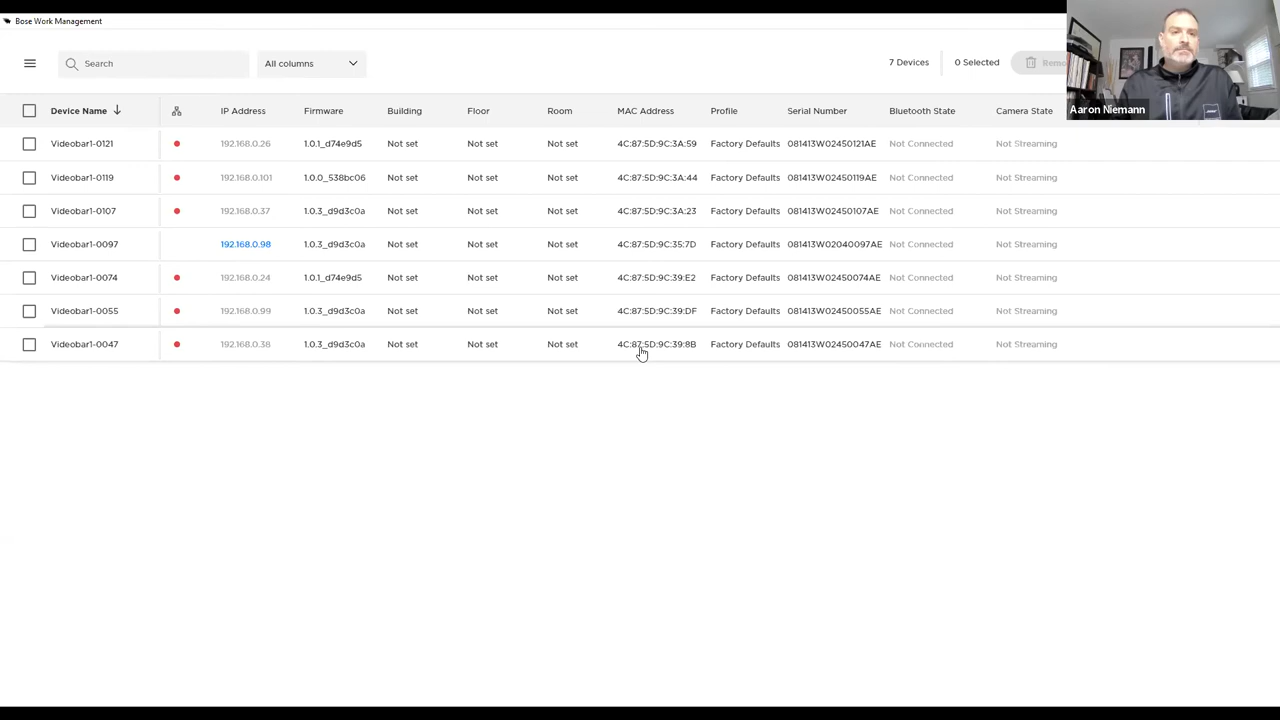 Bose Work Management
Search
All columns
7 Devices
0 Selected
Remo
Aaron Niemann
Device Name IP Address Firmware Building Floor Room MAC Address Profile Serial Number Bluetooth State Camera State
Videobar1-0121 192.168.0.26 1.0.1_d74e9d5 Not set Not set Not set 4C:87:5D:9C:3A:59 Factory Defaults 081413W02450121AE Not Connected Not Streaming
Videobar1-0119 192.168.0.101 1.0.0_538bc06 Not set Not set Not set 4C:87:5D:9C:3A:44 Factory Defaults 081413W02450119AE Not Connected Not Streaming
Videobar1-0107 192.168.0.37 1.0.3_d9d3c0a Not set Not set Not set 4C:87:5D:9C:3A:23 Factory Defaults 081413W02450107AE Not Connected Not Streaming
Videobar1-0097 192.168.0.98 1.0.3_d9d3c0a Not set Not set Not set 4C:87:5D:9C:35:7D Factory Defaults 081413W02040097AE Not Connected Not Streaming
Videobar1-0074 192.168.0.24 1.0.1_d74e9d5 Not set Not set Not set 4C:87:5D:9C:39:E2 Factory Defaults 081413W02450074AE Not Connected Not Streaming
Videobar1-0055 192.168.0.99 1.0.3_d9d3c0a Not set Not set Not set 4C:87:5D:9C:39:DF Factory Defaults 081413W02450055AE Not Connected Not Streaming
Videobar1-0047 192.168.0.38 1.0.3_d9d3c0a Not set Not set Not set 4C:87:5D:9C:39:8B Factory Defaults 081413W02450047AE Not Connected Not Streaming